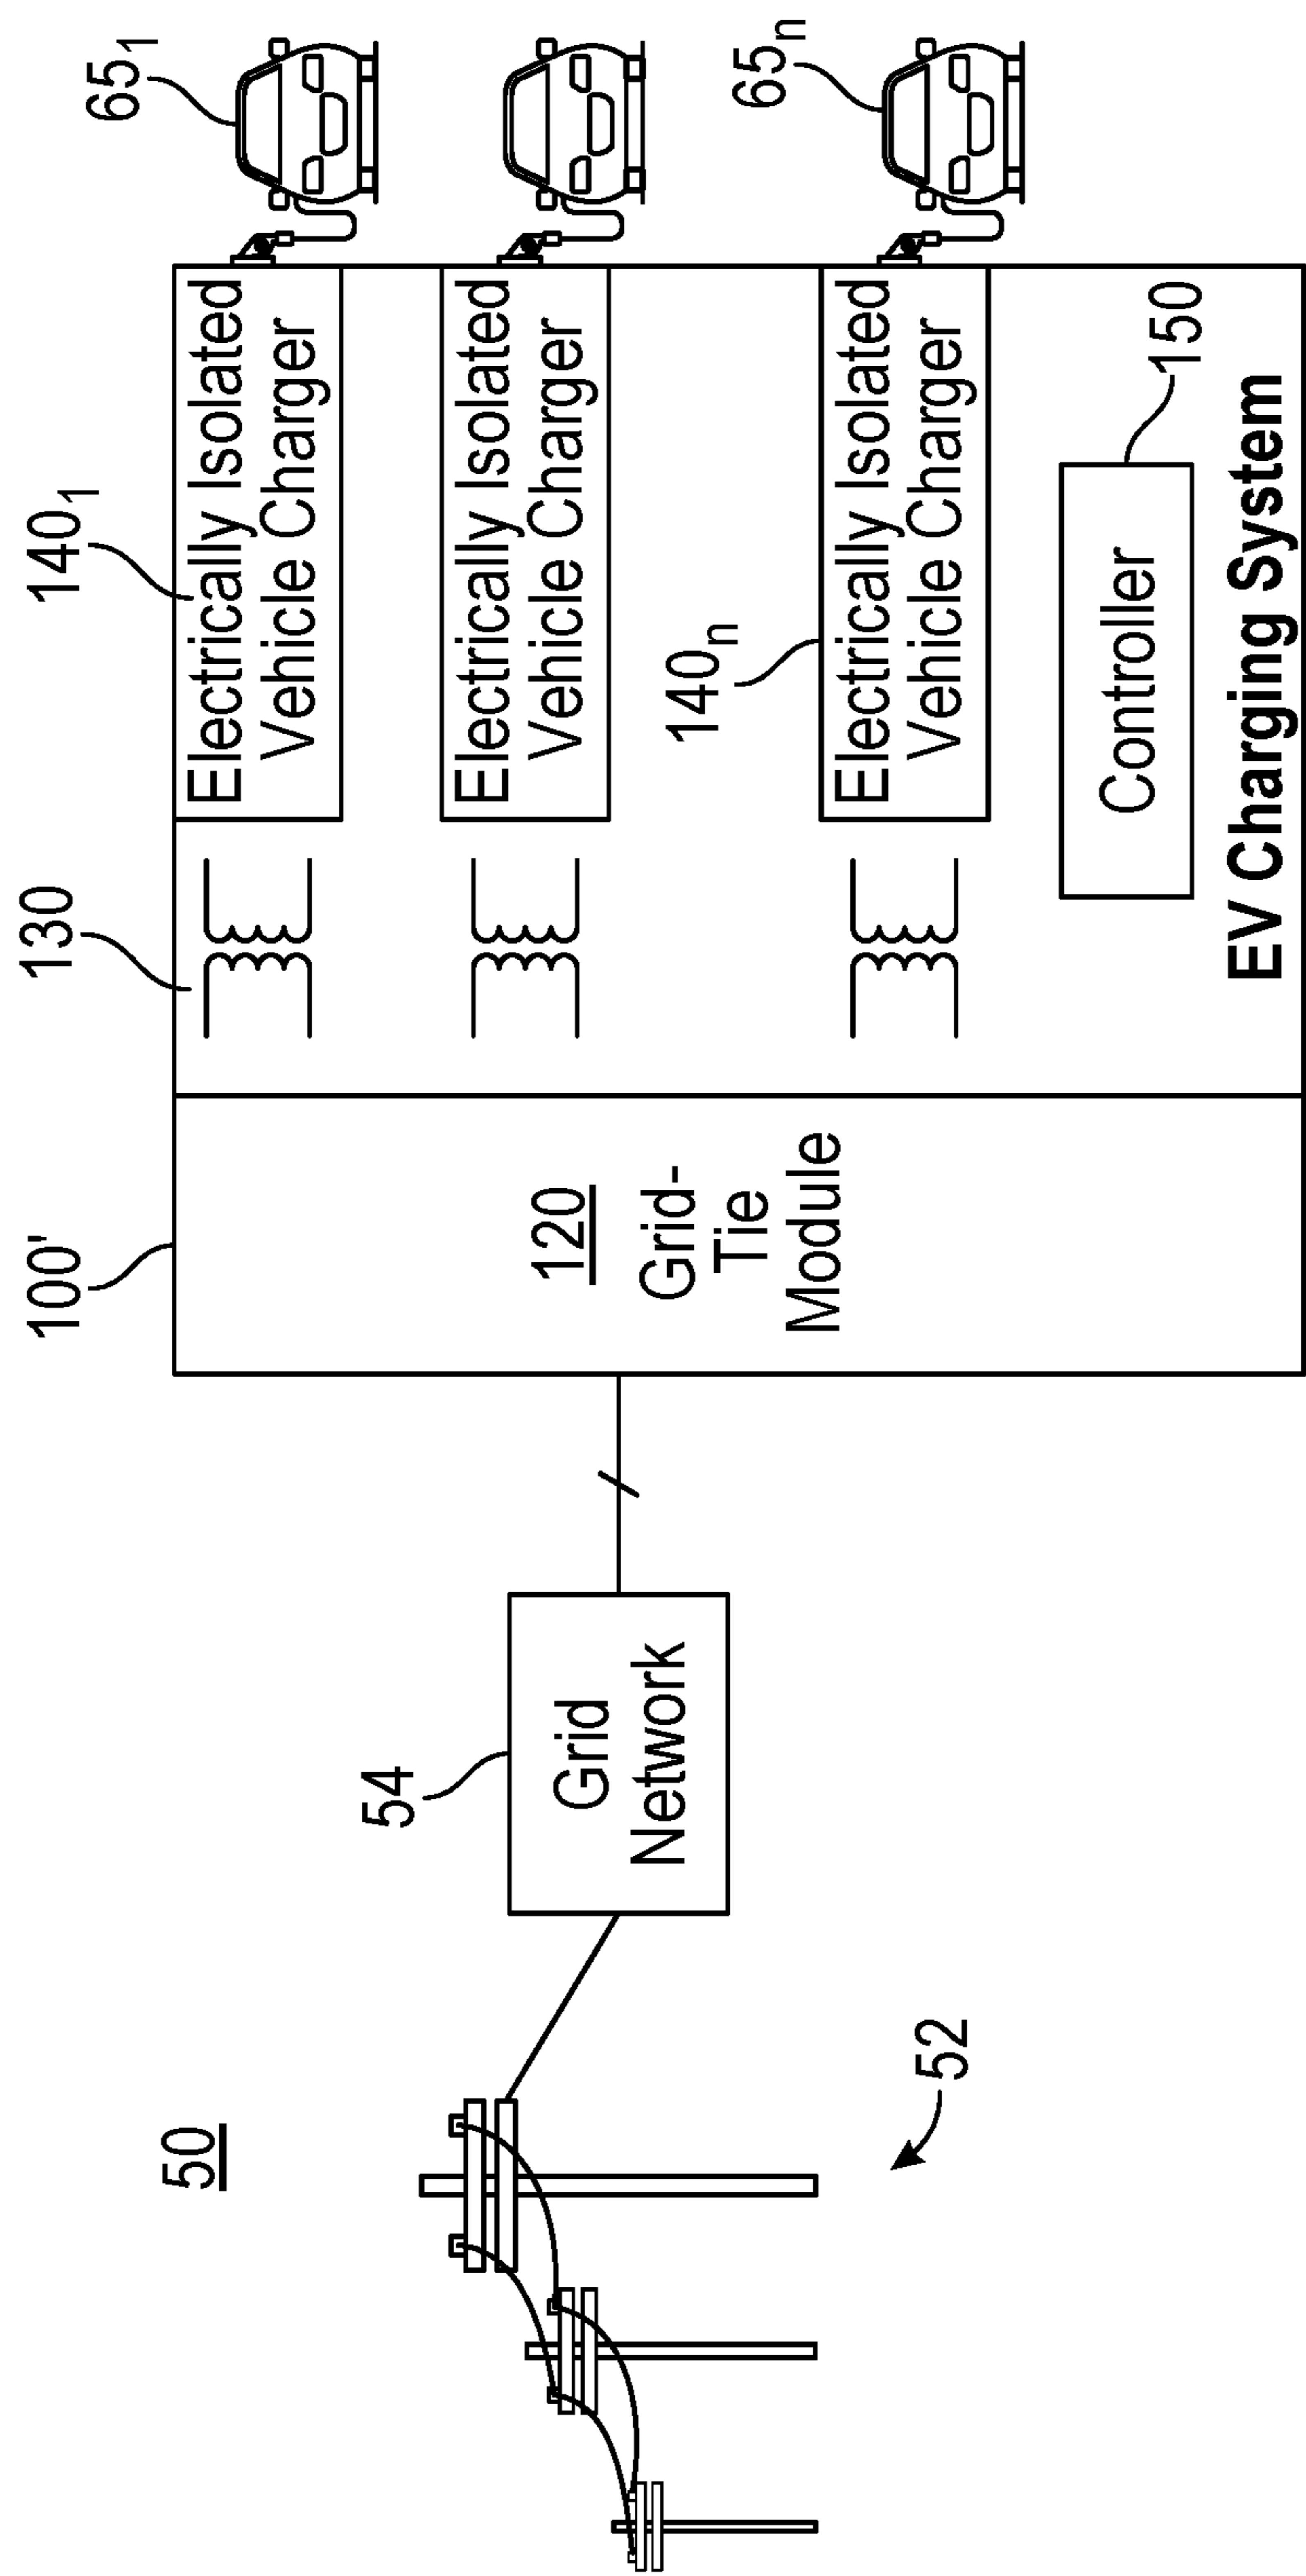 50
52
54
Grid
Network
100'
120
Grid-
Tie
Module
130
140₁
Electrically Isolated
Vehicle Charger
65₁
Electrically Isolated
Vehicle Charger
140ₙ
Electrically Isolated
Vehicle Charger
65ₙ
Controller
150
EV Charging System